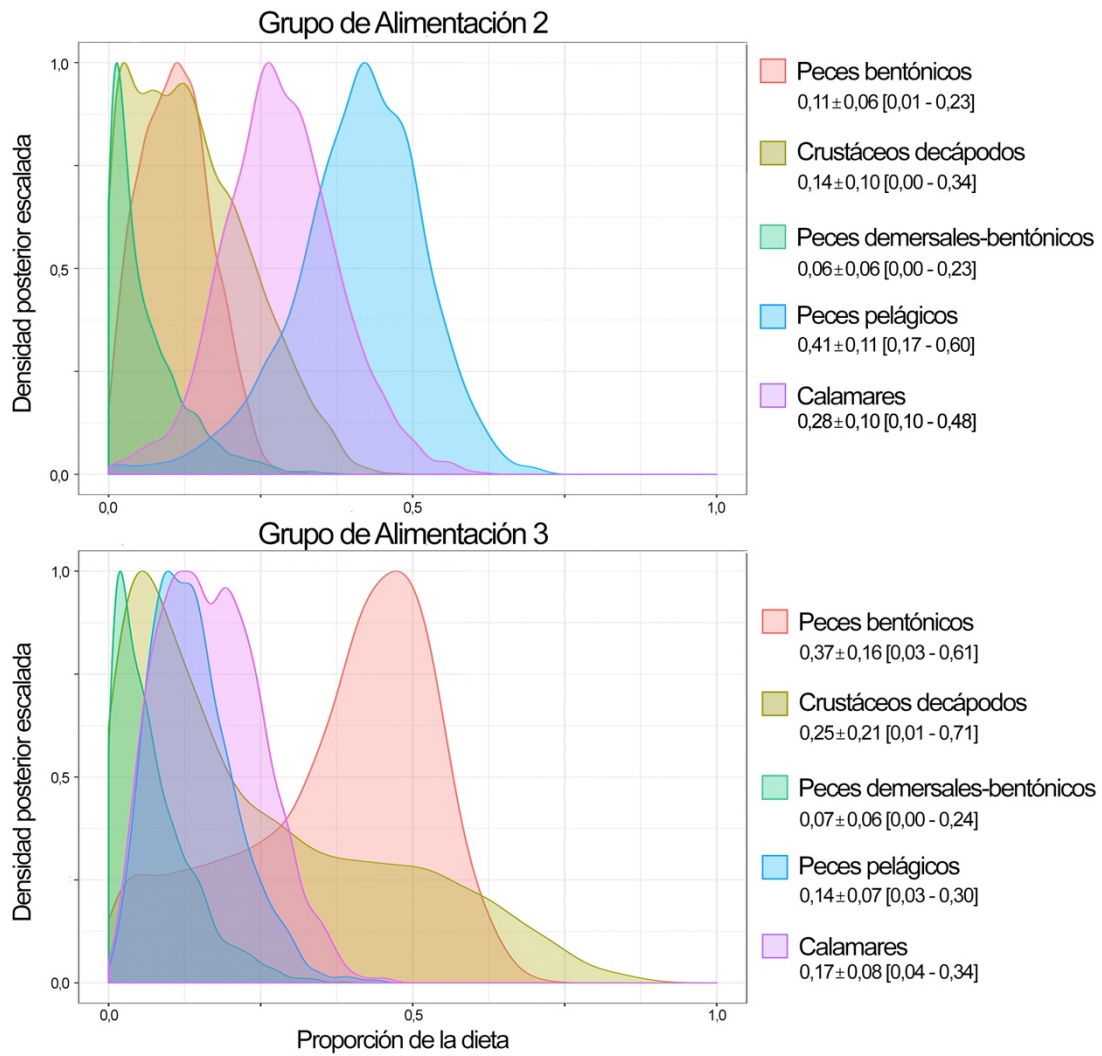 Grupo de Alimentación 2
Densidad posterior escalada
1,0
0,5
0,0
0,0
0,5
1,0
Peces bentónicos
0,11±0,06 [0,01 - 0,23]
Crustáceos decápodos
0,14±0,10 [0,00 - 0,34]
Peces demersales-bentónicos
0,06±0,06 [0,00 - 0,23]
Peces pelágicos
0,41±0,11 [0,17 - 0,60]
Calamares
0,28±0,10 [0,10 - 0,48]
Grupo de Alimentación 3
Densidad posterior escalada
1,0
0,5
0,0
0,0
0,5
1,0
Proporción de la dieta
Peces bentónicos
0,37±0,16 [0,03 - 0,61]
Crustáceos decápodos
0,25±0,21 [0,01 - 0,71]
Peces demersales-bentónicos
0,07±0,06 [0,00 - 0,24]
Peces pelágicos
0,14±0,07 [0,03 - 0,30]
Calamares
0,17±0,08 [0,04 - 0,34]